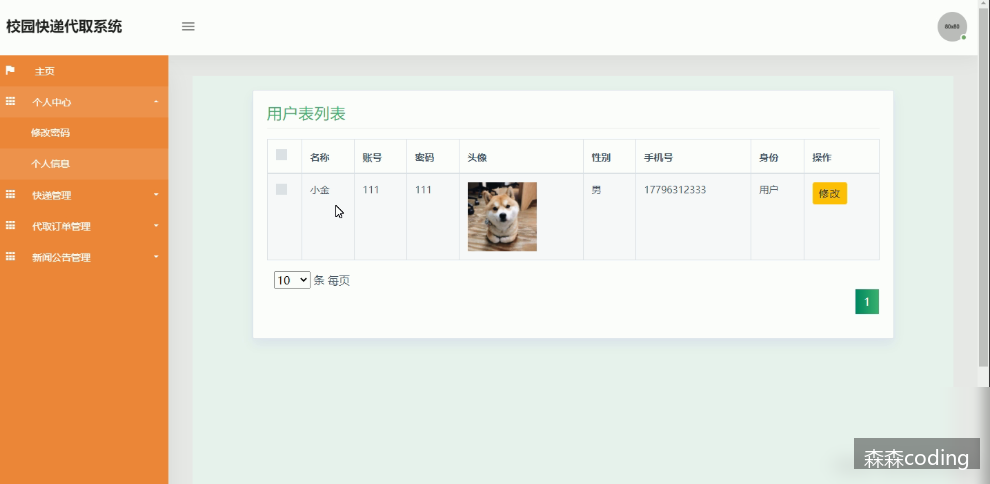 校园快递代取系统
80x80
主页
个人中心
修改密码
个人信息
快递管理
代取订单管理
新闻公告管理
用户表列表
名称 账号 密码 头像 性别 手机号 身份 操作
小金 111 111 男 17796312333 用户 修改
10 条 每页
1
森森coding